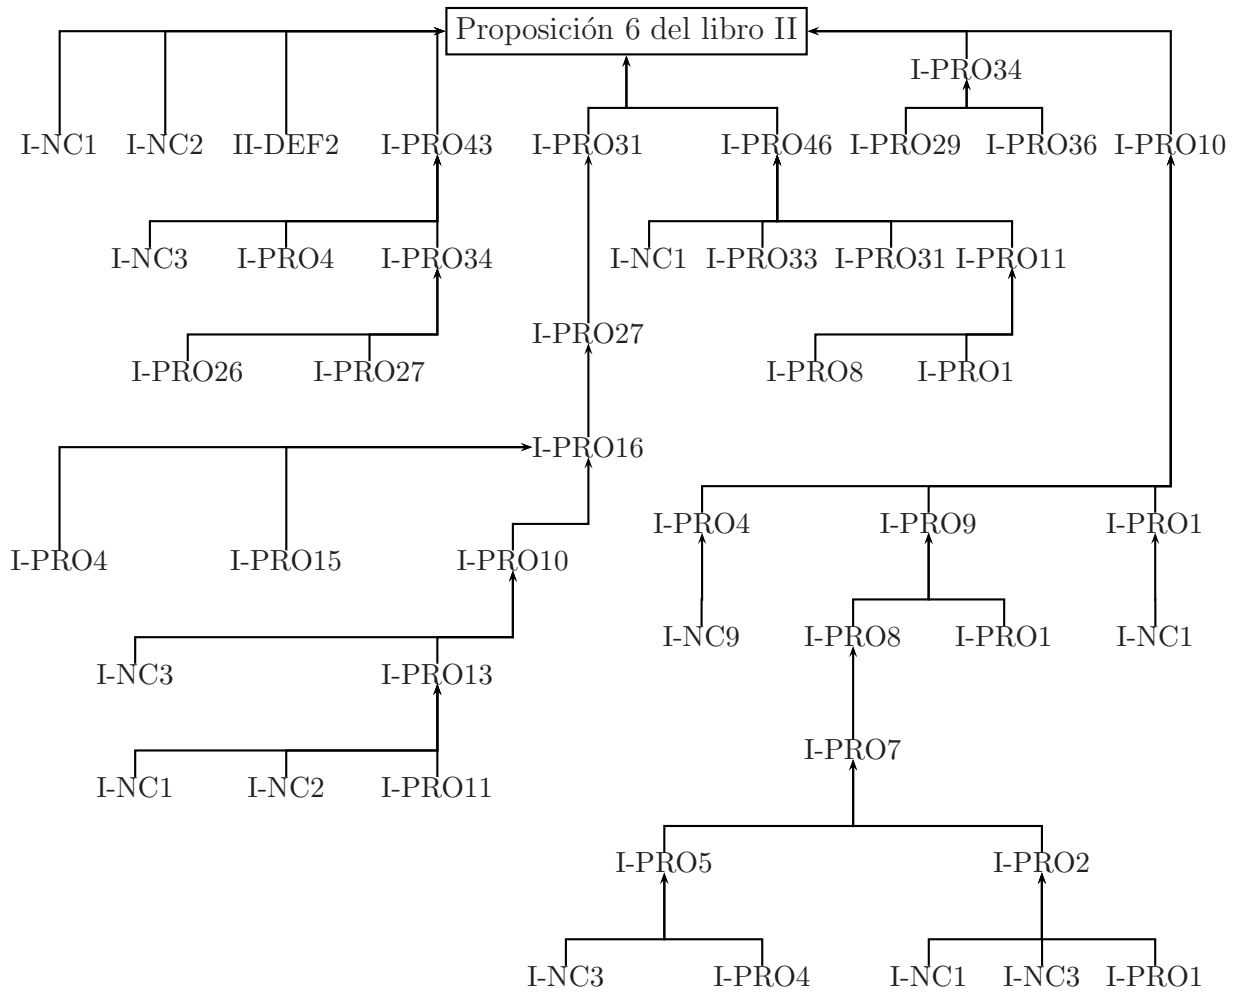 Proposición 6 del libro II
I-PRO34
I-NC1 I-NC2 II-DEF2 I-PRO43 I-PRO31 I-PRO46 I-PRO29 I-PRO36 I-PRO10
I-NC3 I-PRO4 I-PRO34 I-NC1 I-PRO33 I-PRO31 I-PRO11
I-PRO27
I-PRO26 I-PRO27 I-PRO8 I-PRO1
I-PRO16
I-PRO4 I-PRO9 I-PRO1
I-PRO4 I-PRO15 I-PRO10
I-NC9 I-PRO8 I-PRO1 I-NC1
I-NC3 I-PRO13
I-PRO7
I-NC1 I-NC2 I-PRO11
I-PRO5 I-PRO2
I-NC3 I-PRO4 I-NC1 I-NC3 I-PRO1